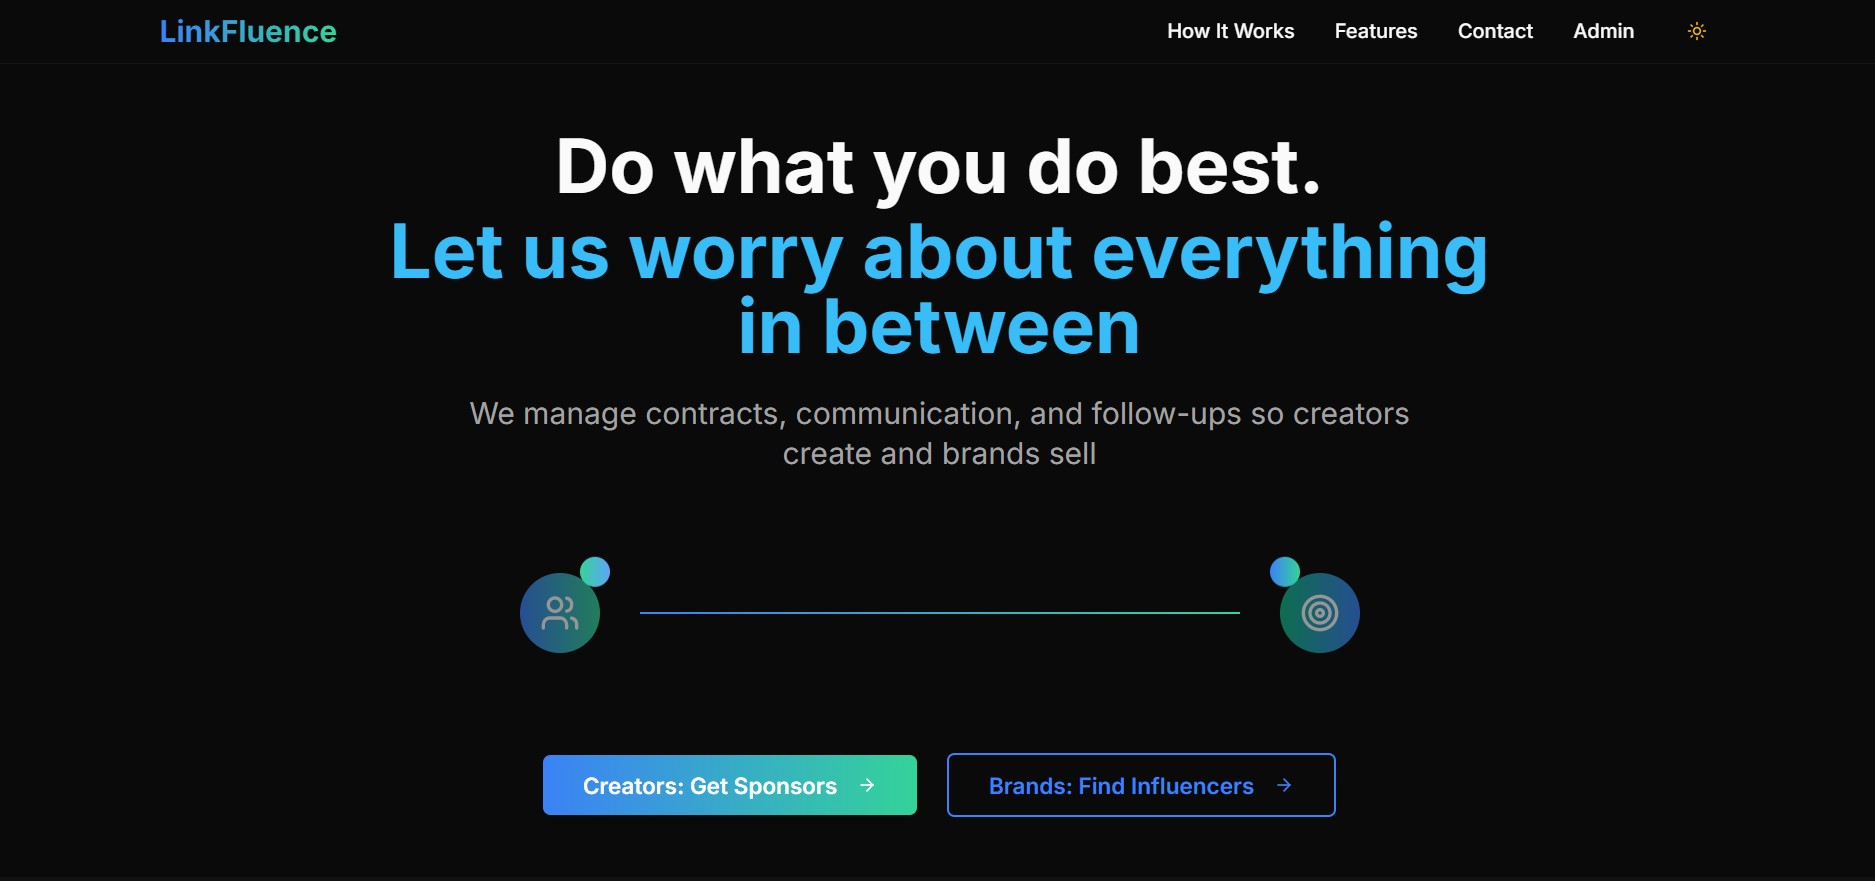 LinkFluence
How It Works
Features
Contact
Admin
Do what you do best.
Let us worry about everything
in between
We manage contracts, communication, and follow-ups so creators
create and brands sell
Creators: Get Sponsors
Brands: Find Influencers